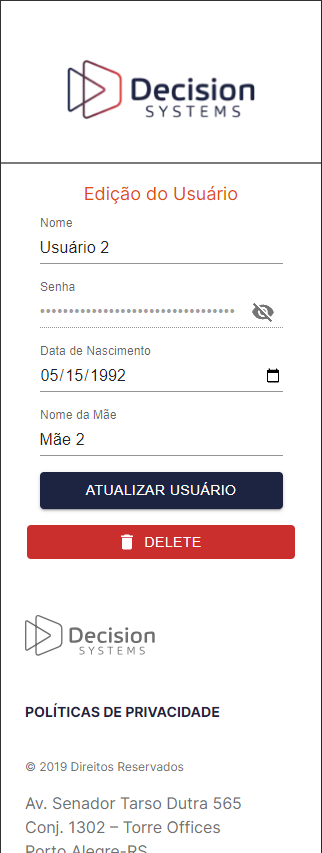 Decision
SYSTEMS
Edição do Usuário
Nome
Usuário 2
Senha
••••••••••••••••••••••••••••••••
Data de Nascimento
05/15/1992
Nome da Mãe
Mãe 2
ATUALIZAR USUÁRIO
DELETE
Decision
SYSTEMS
POLÍTICAS DE PRIVACIDADE
© 2019 Direitos Reservados
Av. Senador Tarso Dutra 565
Conj. 1302 – Torre Offices
Porto Alegre-RS